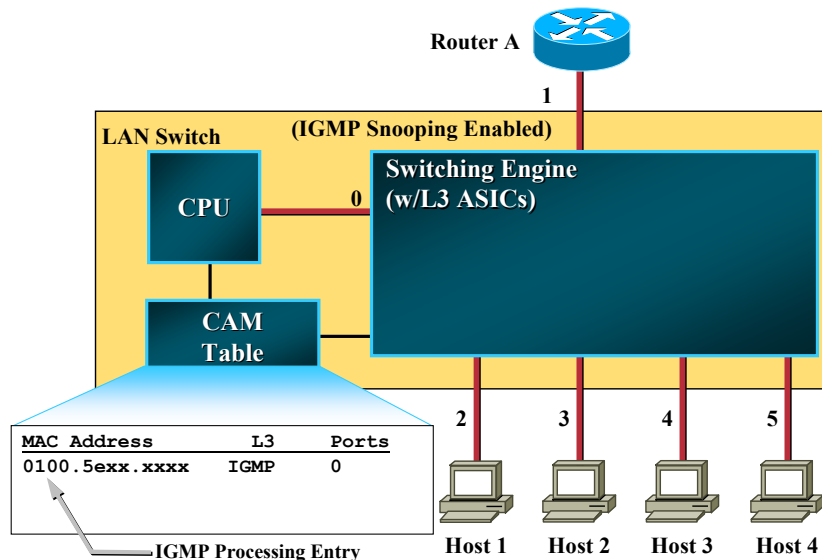 Router A
1
LAN Switch
(IGMP Snooping Enabled)
CPU
0
Switching Engine
(w/L3 ASICs)
CAM
Table
2
3
4
5
MAC Address L3 Ports
0100.5exx.xxxx IGMP 0
IGMP Processing Entry
Host 1
Host 2
Host 3
Host 4